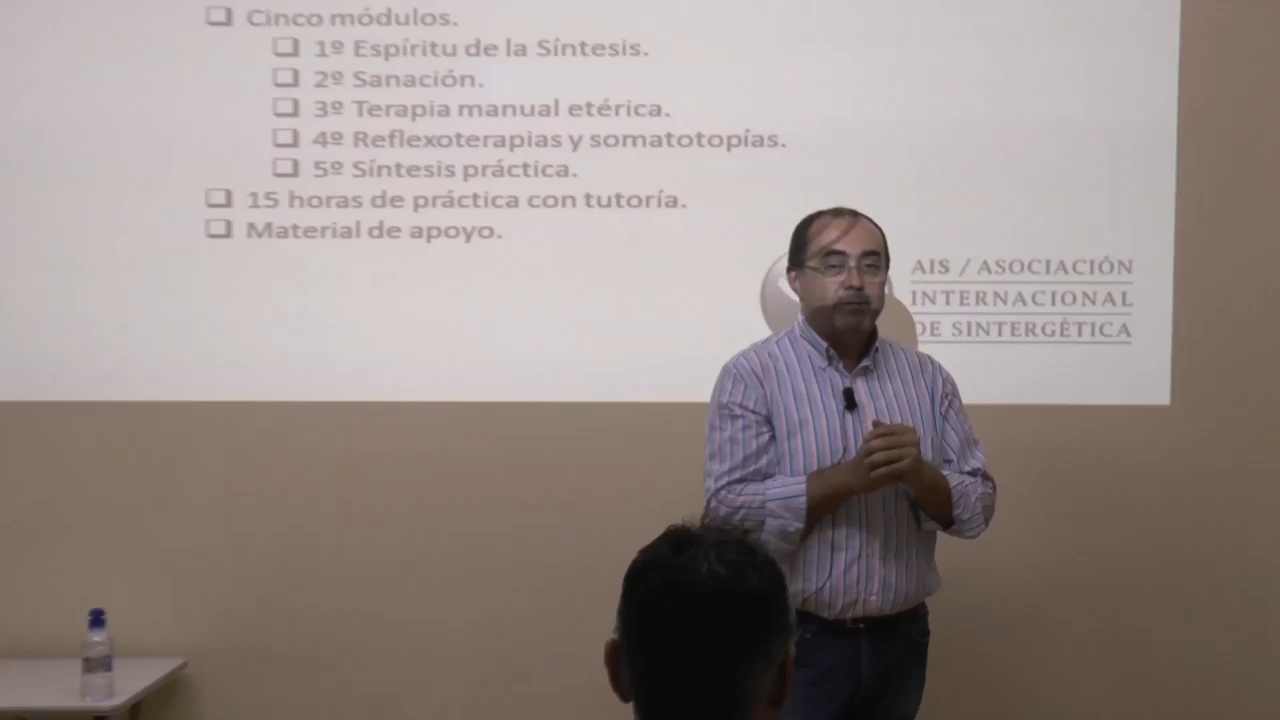 Cinco módulos.
1º Espíritu de la Síntesis.
2º Sanación.
3º Terapia manual etérica.
4º Reflexoterapias y somatotopías.
5º Síntesis práctica.
15 horas de práctica con tutoría.
Material de apoyo.
AIS / ASOCIACIÓN
INTERNACIONAL
DE SINTERGÉTICA